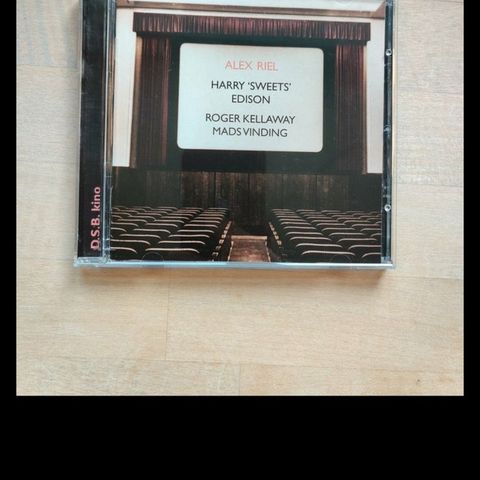 ALEX RIEL
HARRY 'SWEETS'
EDISON
ROGER KELLAWAY
MADS VINDING
D.S.B. kino